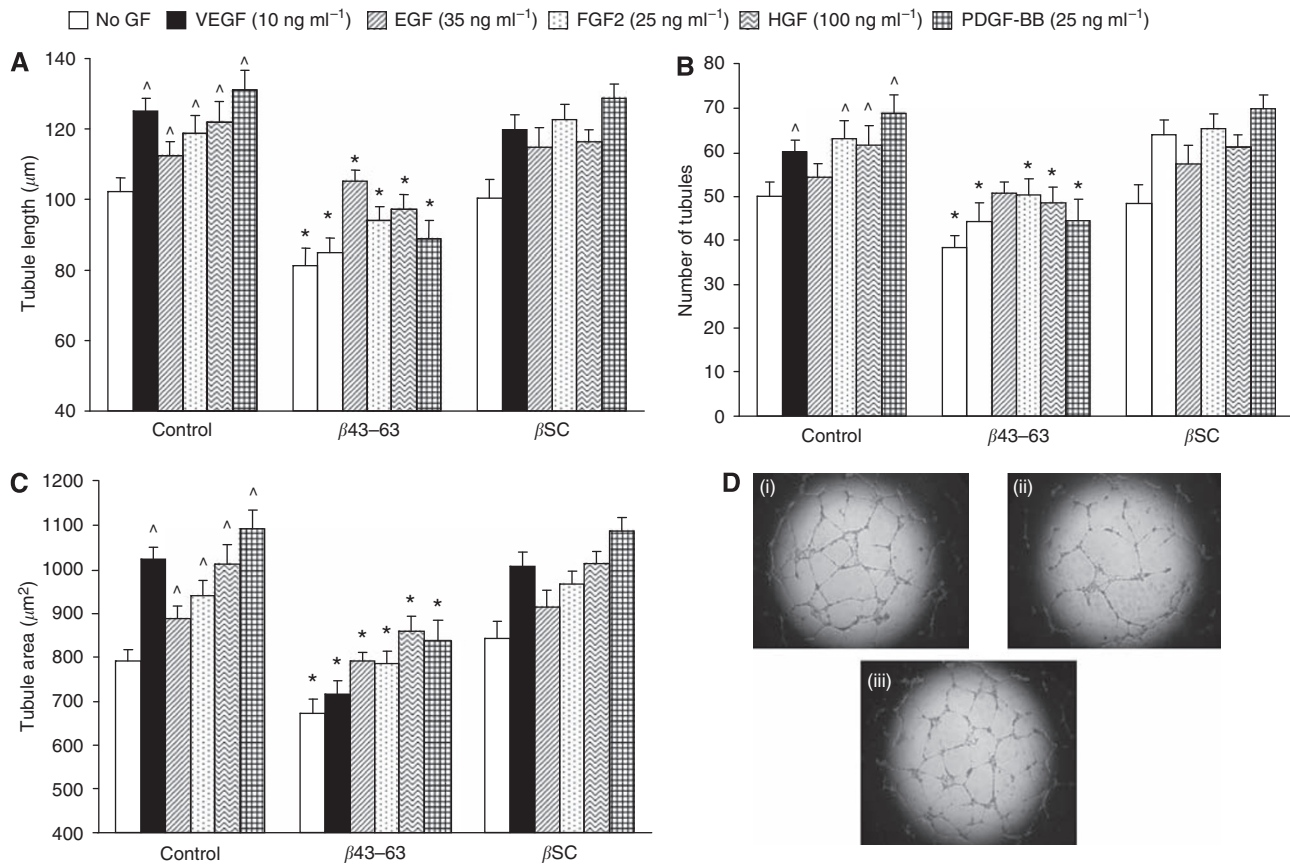 No GF VEGF (10 ng ml⁻¹) EGF (35 ng ml⁻¹) FGF2 (25 ng ml⁻¹) HGF (100 ng ml⁻¹) PDGF-BB (25 ng ml⁻¹)
A
140
120
100
80
60
40
Tubule length (μm)
^ ^ ^ ^ ^
* * * * * *
Control β43–63 βSC
B
80
70
60
50
40
30
20
10
0
Number of tubules
^ ^ ^ ^
* * * * *
Control β43–63 βSC
C
1200
1100
1000
900
800
700
600
500
400
Tubule area (μm²)
^ ^ ^ ^ ^
* * * * * *
Control β43–63 βSC
D
(i)
(ii)
(iii)